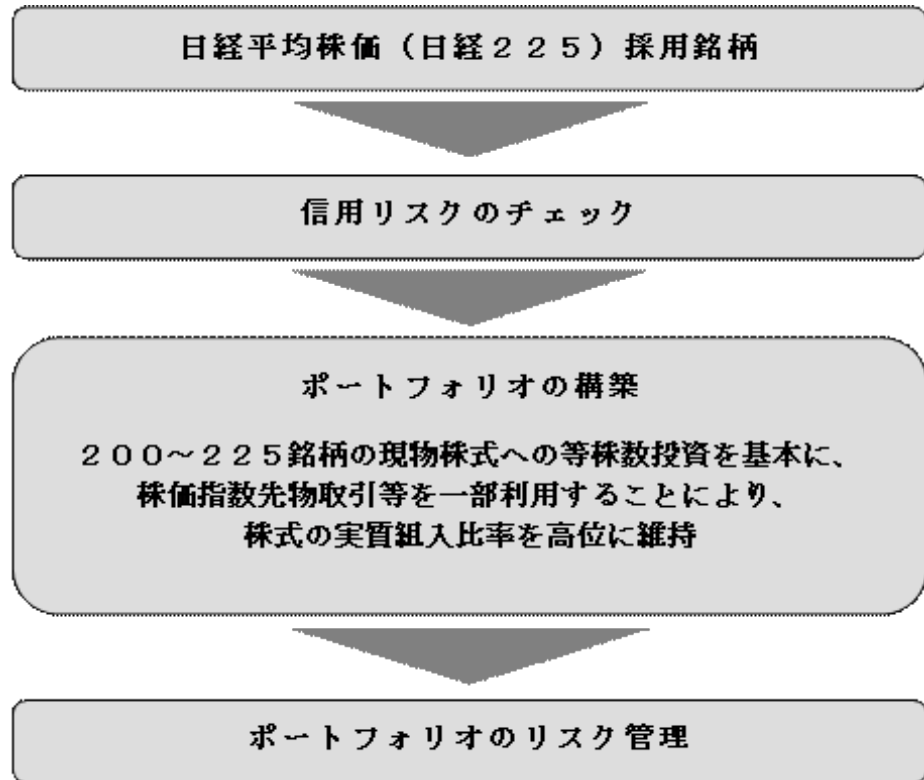 日経平均株価（日経２２５）採用銘柄
信用リスクのチェック
ポートフォリオの構築
２００～２２５銘柄の現物株式への等株数投資を基本に、
株価指数先物取引等を一部利用することにより、
株式の実質組入比率を高位に維持
ポートフォリオのリスク管理